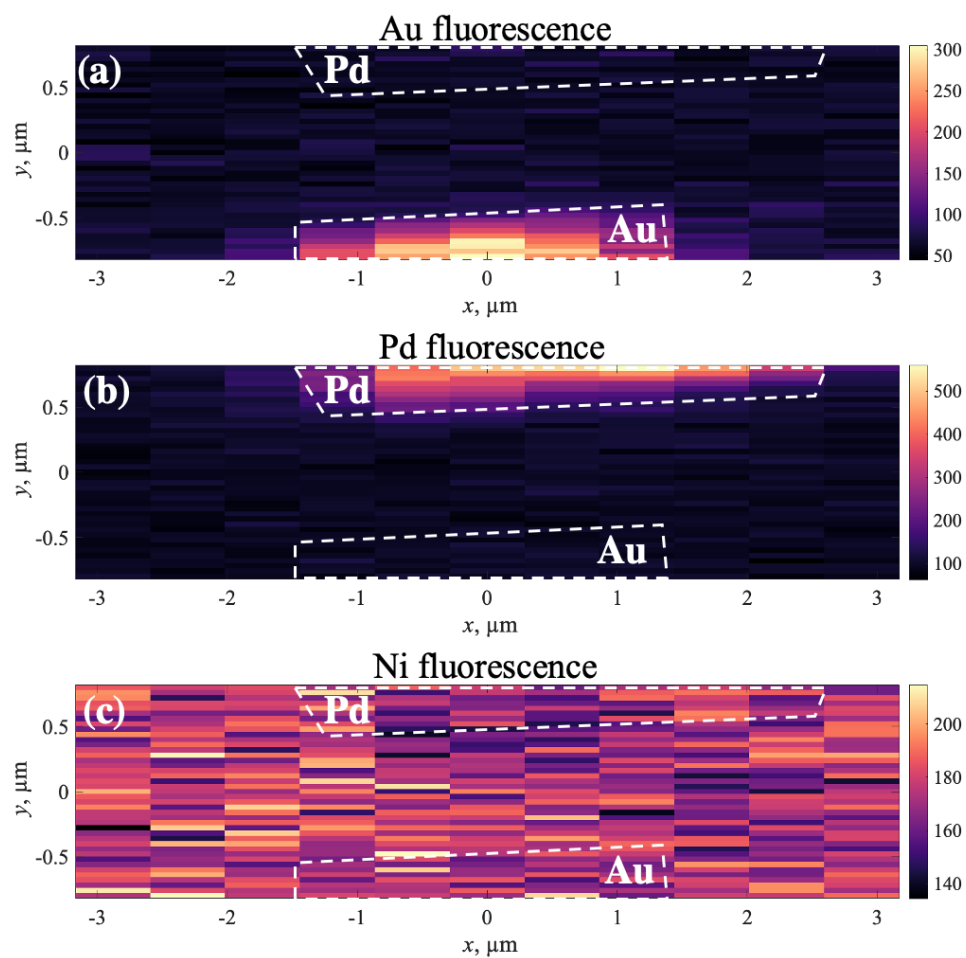 Au fluorescence
(a)
Pd
Au
y, μm
0.5
0
-0.5
-3
-2
-1
0
1
2
3
x, μm
300
250
200
150
100
50
Pd fluorescence
(b)
Pd
Au
y, μm
0.5
0
-0.5
-3
-2
-1
0
1
2
3
x, μm
500
400
300
200
100
Ni fluorescence
(c)
Pd
Au
y, μm
0.5
0
-0.5
-3
-2
-1
0
1
2
3
x, μm
200
180
160
140